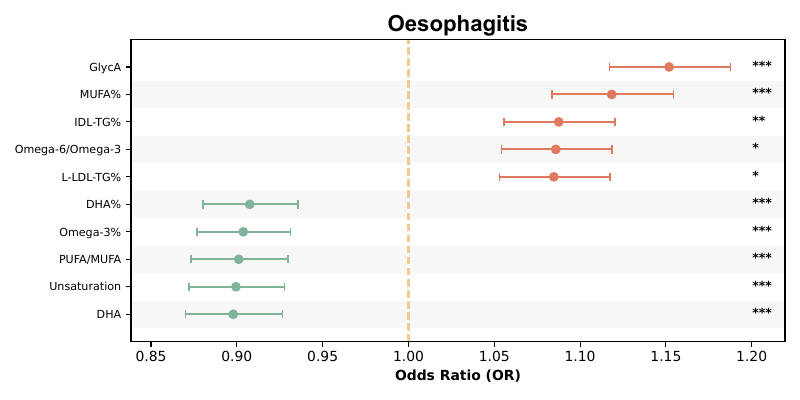 Oesophagitis
GlycA ***
MUFA% ***
IDL-TG% **
Omega-6/Omega-3 *
L-LDL-TG% *
DHA% ***
Omega-3% ***
PUFA/MUFA ***
Unsaturation ***
DHA ***
0.85 0.90 0.95 1.00 1.05 1.10 1.15 1.20
Odds Ratio (OR)